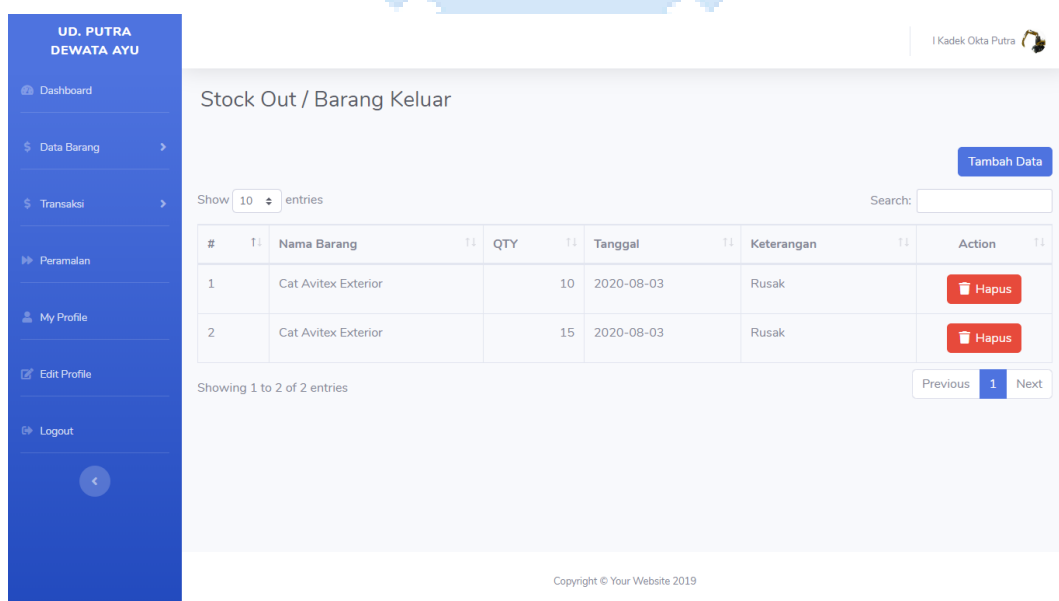 UD. PUTRA
DEWATA AYU
I Kadek Okta Putra
Dashboard
Data Barang
Transaksi
Peramalan
My Profile
Edit Profile
Logout
Stock Out / Barang Keluar
Tambah Data
Show 10 entries Search:
# Nama Barang QTY Tanggal Keterangan Action
1 Cat Avitex Exterior 10 2020-08-03 Rusak Hapus
2 Cat Avitex Exterior 15 2020-08-03 Rusak Hapus
Showing 1 to 2 of 2 entries Previous 1 Next
Copyright © Your Website 2019